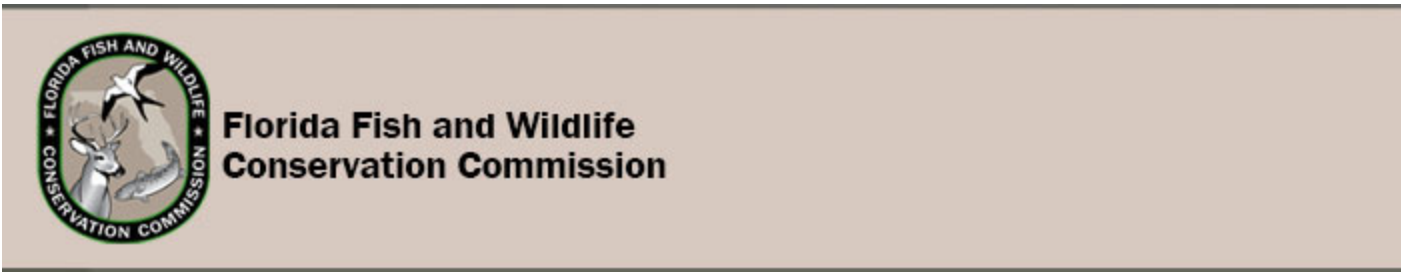 ★ FLORIDA FISH AND WILDLIFE ★
CONSERVATION COMMISSION
Florida Fish and Wildlife
Conservation Commission